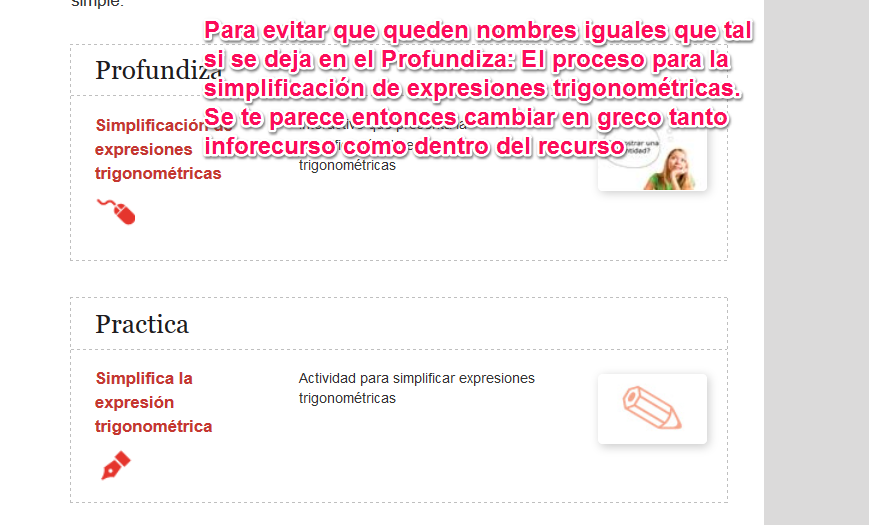 simple.
Para evitar que queden nombres iguales que tal
si se deja en el Profundiza: El proceso para la
simplificación de expresiones trigonométricas.
Se te parece entonces cambiar en greco tanto
inforecurso como dentro del recurso
Profundiza
Simplificación de
expresiones
trigonométricas
trigonométricas
Practica
Simplifica la
expresión
trigonométrica
Actividad para simplificar expresiones
trigonométricas